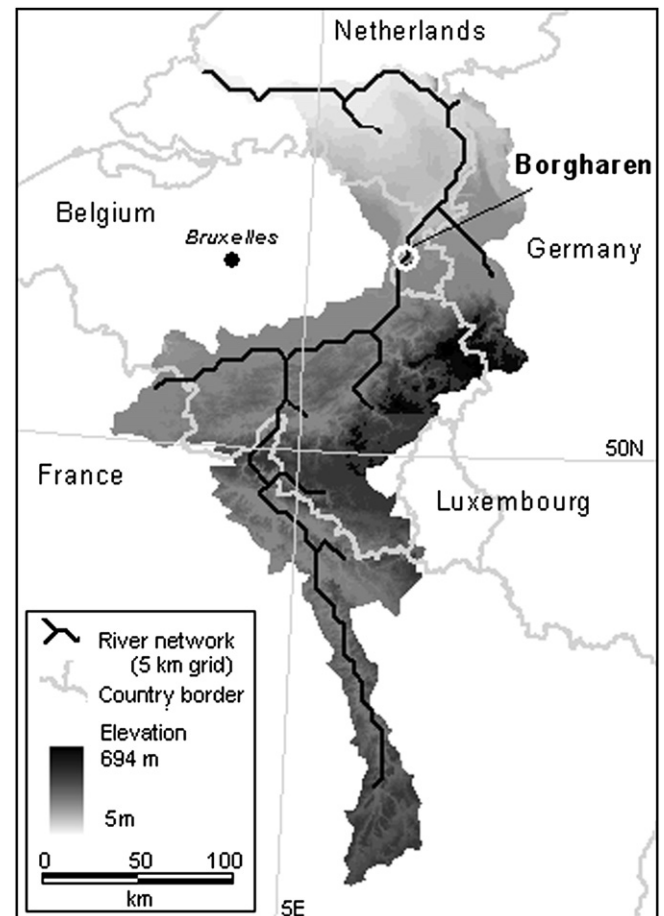 Netherlands
Borgharen
Belgium
Bruxelles
Germany
50N
France
Luxembourg
River network
(5 km grid)
Country border
Elevation
694 m
5m
0 50 100
km
5E